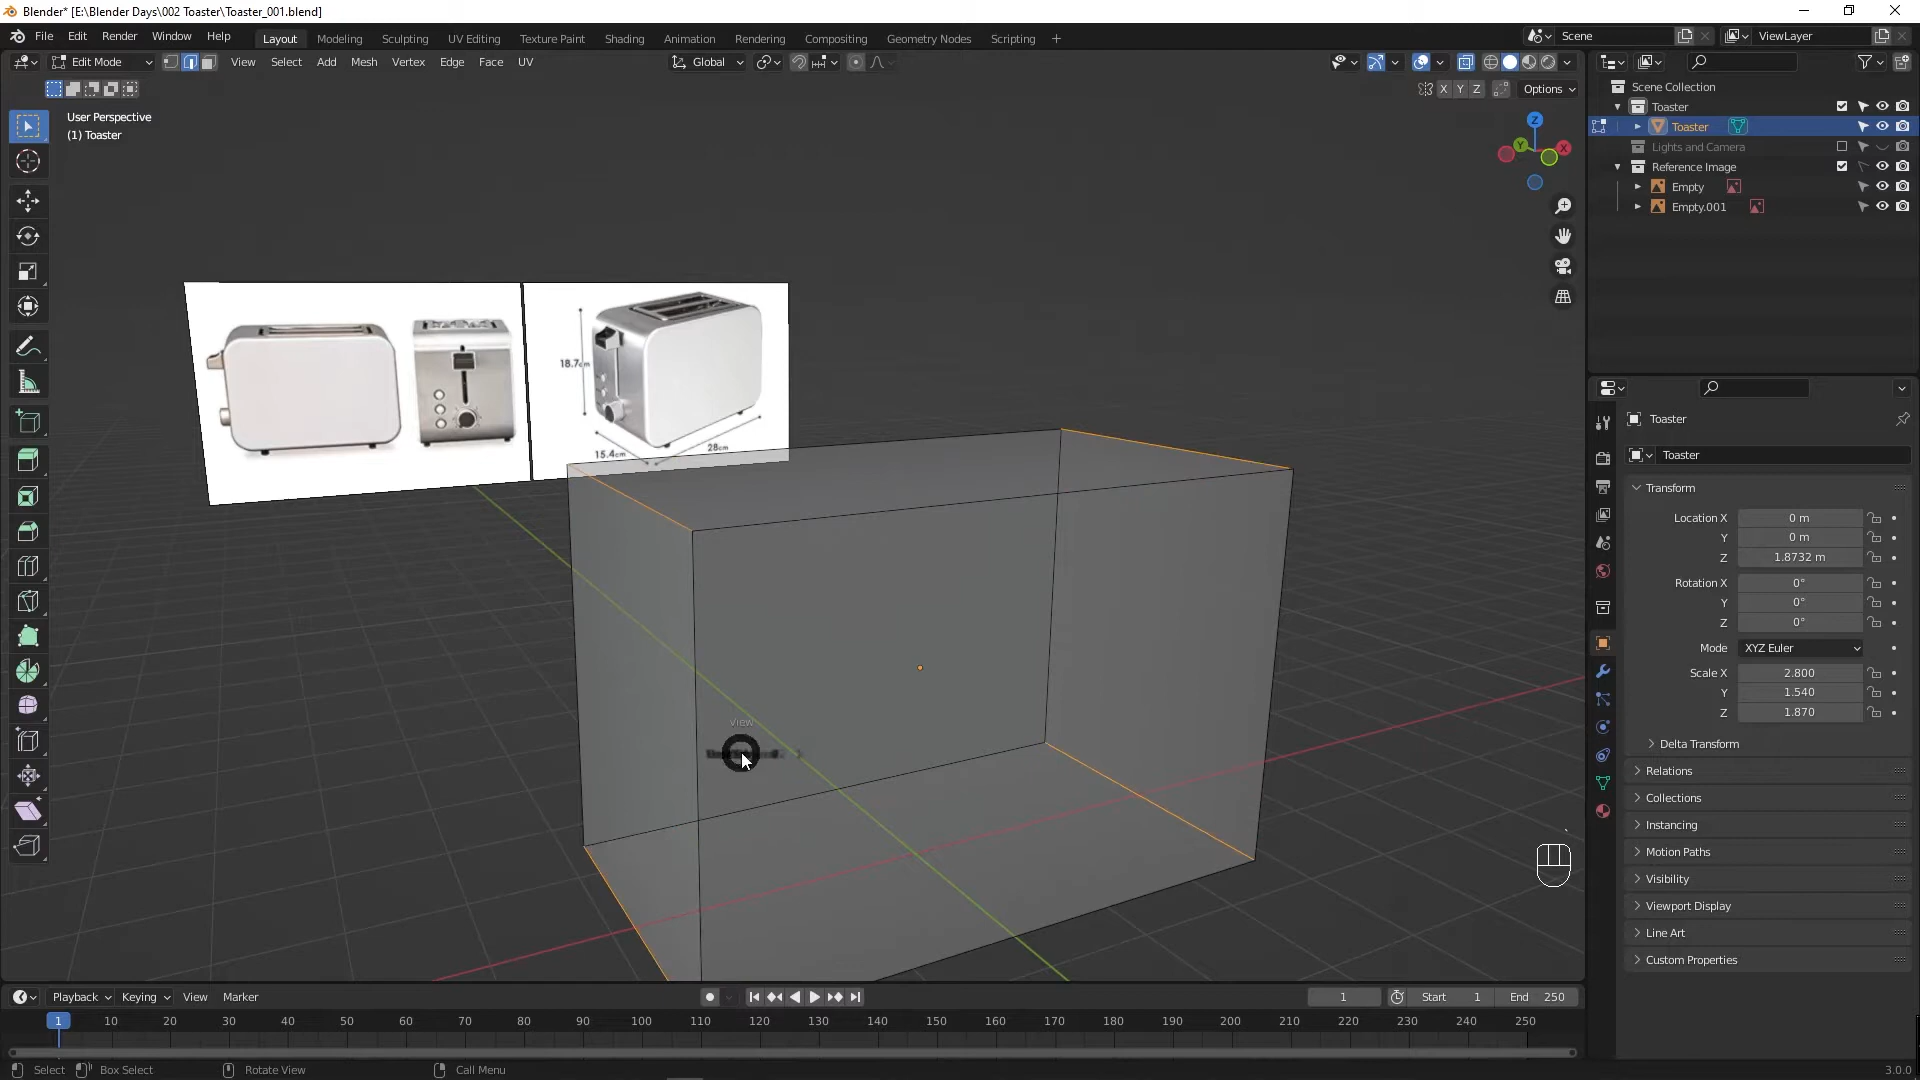 Blender* [E:\Blender Days\002 Toaster\Toaster_001.blend]
File Edit Render Window Help
Layout Modeling Sculpting UV Editing Texture Paint Shading Animation Rendering Compositing Geometry Nodes Scripting +
Scene
ViewLayer
Edit Mode
View Select Add Mesh Vertex Edge Face UV
Global
X Y Z
Options
User Perspective
(1) Toaster
Z
Y
X
18.7cm
15.4cm
28cm
View
Scene Collection
Toaster
Toaster
Lights and Camera
Reference Image
Empty
Empty.001
Toaster
Toaster
Transform
Location X 0 m
Y 0 m
Z 1.8732 m
Rotation X 0°
Y 0°
Z 0°
Mode XYZ Euler
Scale X 2.800
Y 1.540
Z 1.870
Delta Transform
Relations
Collections
Instancing
Motion Paths
Visibility
Viewport Display
Line Art
Custom Properties
Playback Keying View Marker
1
Start 1
End 250
1 10 20 30 40 50 60 70 80 90 100 110 120 130 140 150 160 170 180 190 200 210 220 230 240 250
Select Box Select Rotate View Call Menu
3.0.0